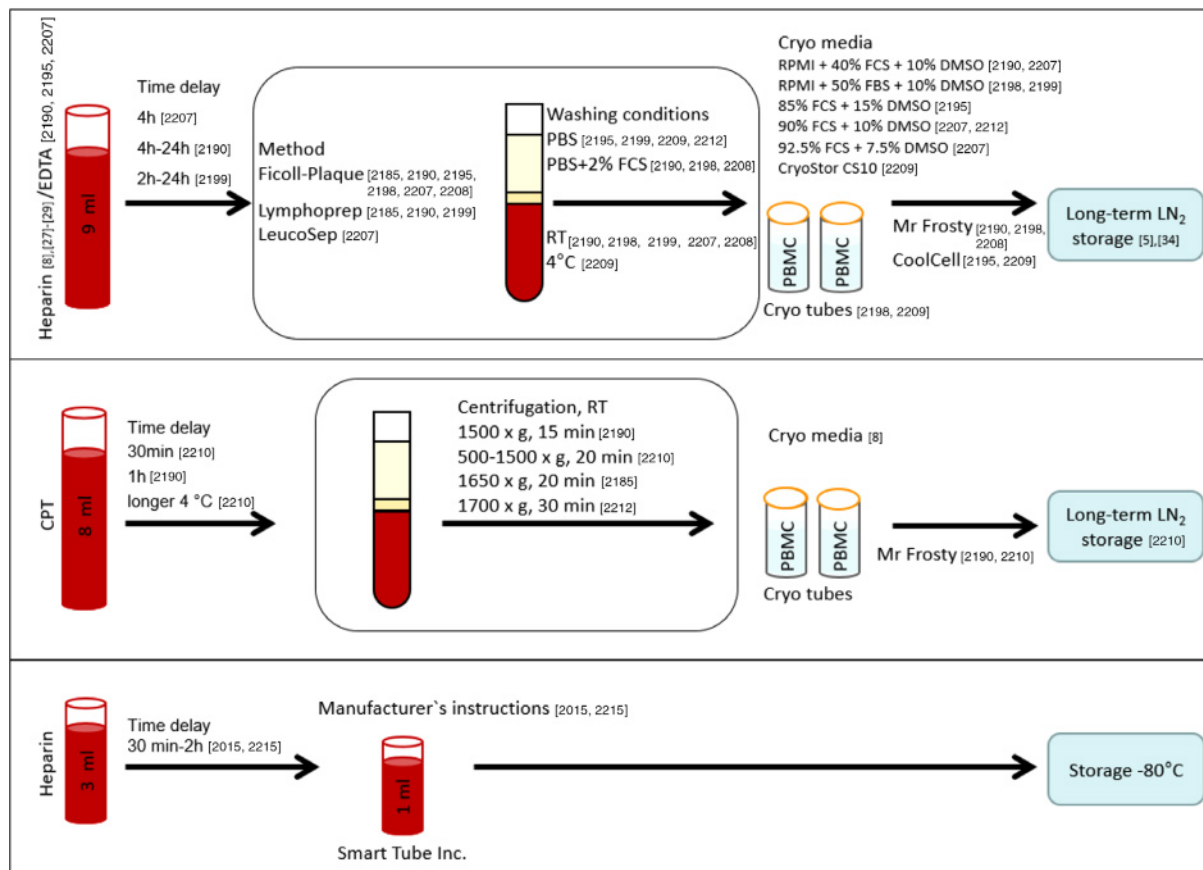 Heparin [8],[27]-[29] /EDTA [2190, 2195, 2207]
9 ml
Time delay
4h [2207]
4h-24h [2190]
2h-24h [2199]
Method
Ficoll-Plaque [2185, 2190, 2195,
2198, 2207, 2208]
Lymphoprep [2185, 2190, 2199]
LeucoSep [2207]
Washing conditions
PBS [2195, 2199, 2209, 2212]
PBS+2% FCS [2190, 2198, 2208]
RT [2190, 2198, 2199, 2207, 2208]
4°C [2209]
Cryo media
RPMI + 40% FCS + 10% DMSO [2190, 2207]
RPMI + 50% FBS + 10% DMSO [2198, 2199]
85% FCS + 15% DMSO [2195]
90% FCS + 10% DMSO [2207, 2212]
92.5% FCS + 7.5% DMSO [2207]
CryoStor CS10 [2209]
PBMC
PBMC
Cryo tubes [2198, 2209]
Mr Frosty [2190, 2198,
2208]
CoolCell [2195, 2209]
Long-term LN₂
storage [5],[34]
CPT
8 ml
Time delay
30min [2210]
1h [2190]
longer 4 °C [2210]
Centrifugation, RT
1500 x g, 15 min [2190]
500-1500 x g, 20 min [2210]
1650 x g, 20 min [2185]
1700 x g, 30 min [2212]
Cryo media [8]
PBMC
PBMC
Cryo tubes
Mr Frosty [2190, 2210]
Long-term LN₂
storage [2210]
Heparin
3 ml
Time delay
30 min-2h [2015, 2215]
Manufacturer`s instructions [2015, 2215]
1 ml
Smart Tube Inc.
Storage -80°C